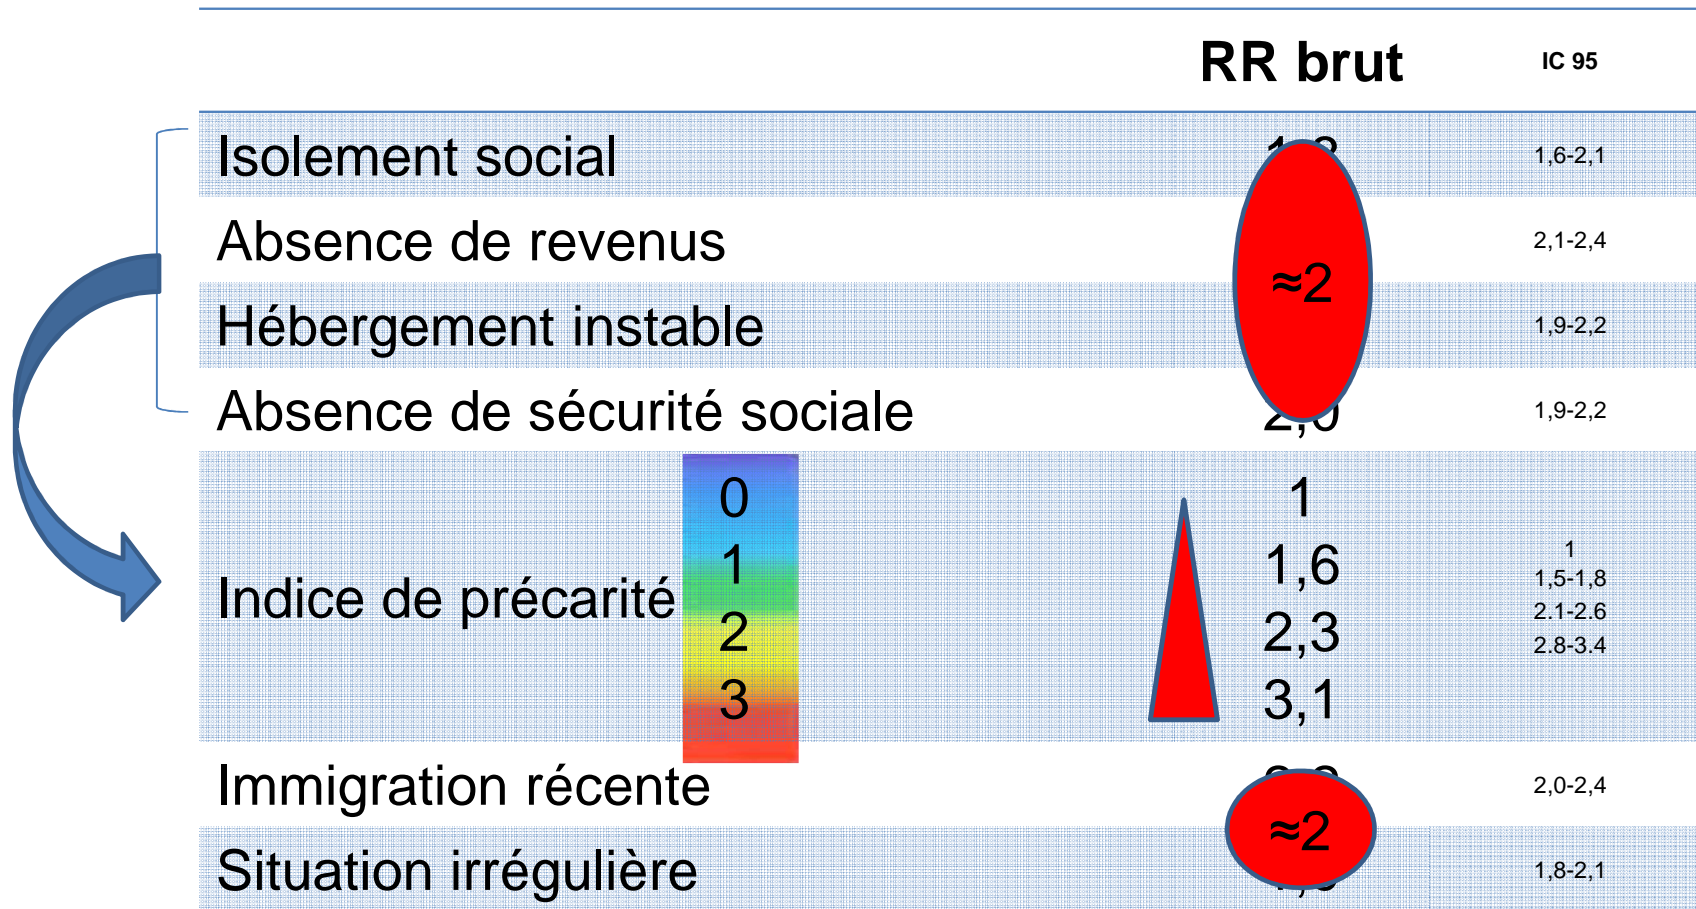 RR brut IC 95
Isolement social 1,6-2,1
Absence de revenus 2,1-2,4
≈2
Hébergement instable 1,9-2,2
Absence de sécurité sociale 2,0 1,9-2,2
0 1
1 1,6 1
1,5-1,8
Indice de précarité
2 2,3 2.1-2.6
2.8-3.4
3 3,1
Immigration récente 2,0-2,4
≈2
Situation irrégulière 1,8-2,1